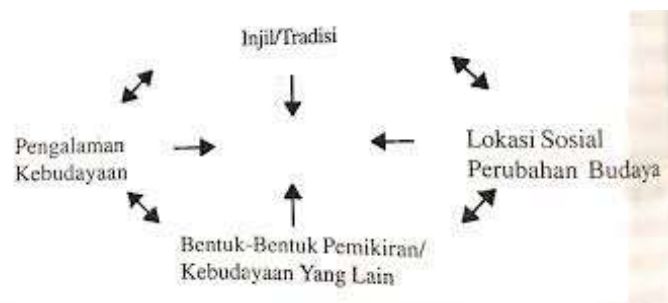 Injil/Tradisi
Pengalaman
Kebudayaan
Lokasi Sosial
Perubahan Budaya
Bentuk-Bentuk Pemikiran/
Kebudayaan Yang Lain